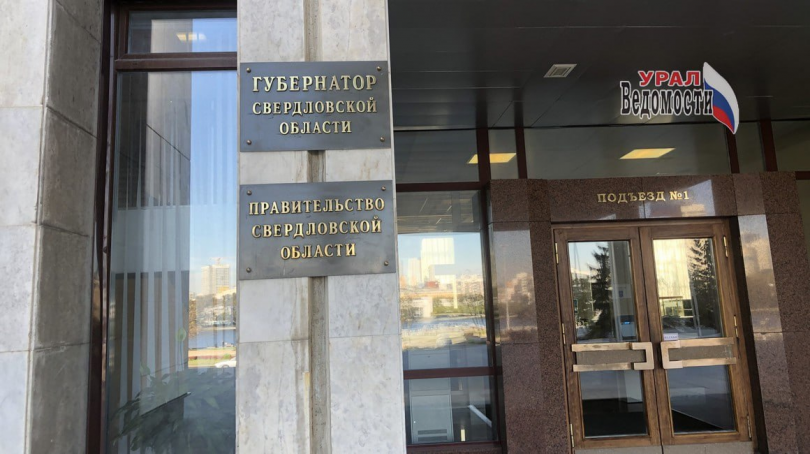 ГУБЕРНАТОР
СВЕРДЛОВСКОЙ
ОБЛАСТИ
ПРАВИТЕЛЬСТВО
СВЕРДЛОВСКОЙ
ОБЛАСТИ
УРАЛ
ВЕДОМОСТИ
ПОДЪЕЗД №1